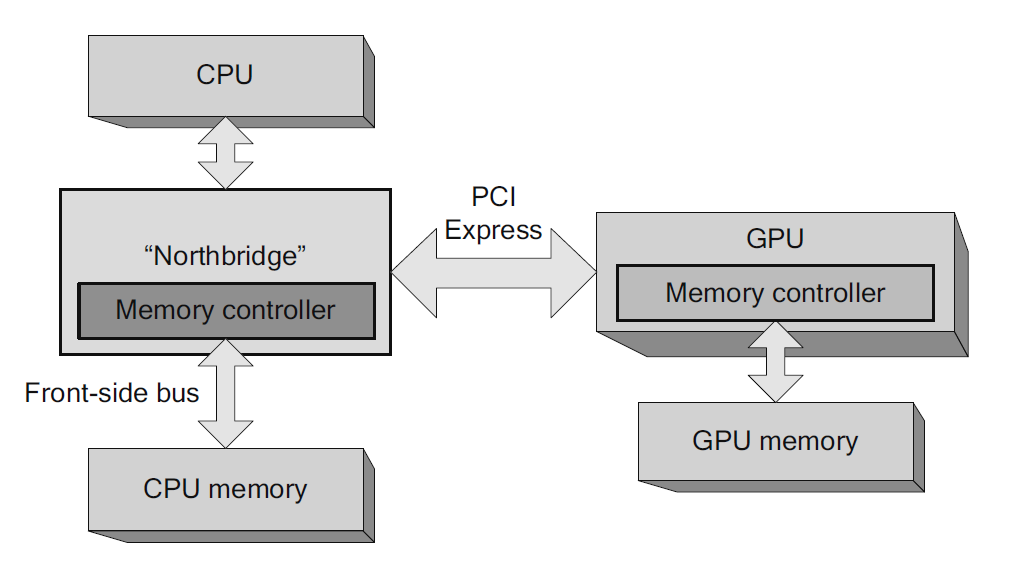 CPU
PCI
Express
“Northbridge”
Memory controller
GPU
Memory controller
Front-side bus
CPU memory
GPU memory